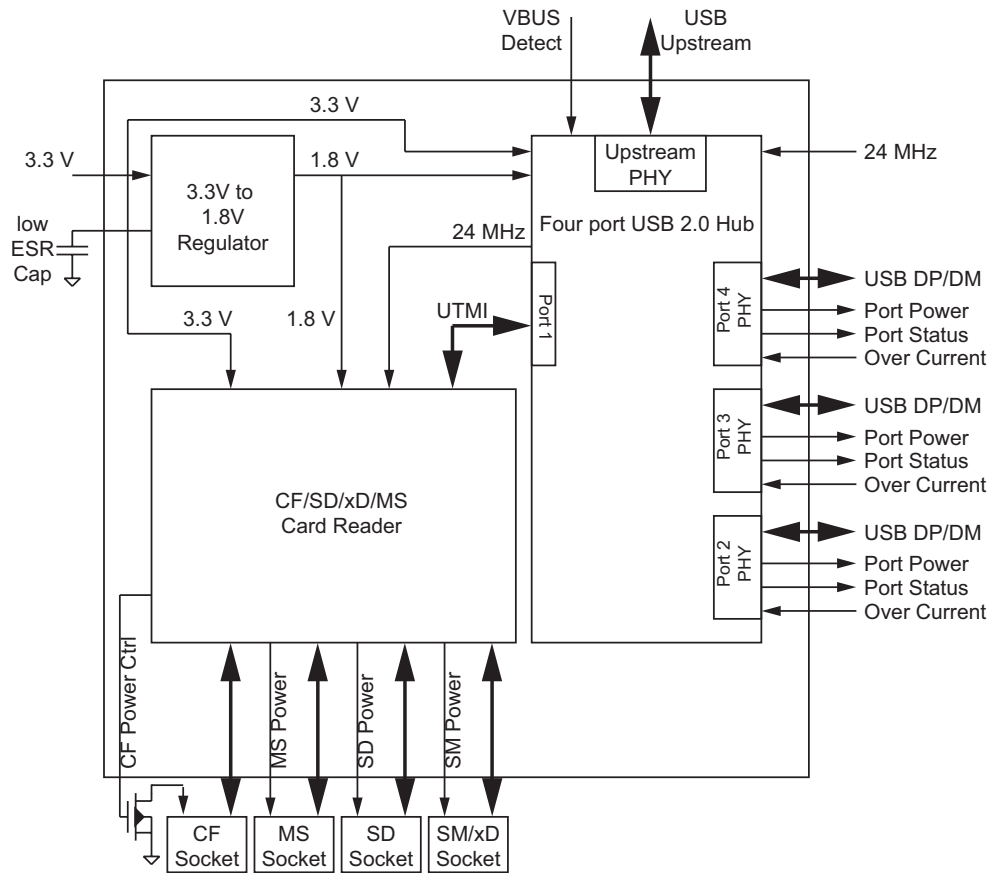 VBUS
Detect
USB
Upstream
3.3 V
3.3 V
1.8 V
24 MHz
Upstream
PHY
3.3V to
1.8V
Regulator
low
ESR
Cap
Four port USB 2.0 Hub
24 MHz
3.3 V
1.8 V
UTMI
Port 1
Port 4
PHY
USB DP/DM
Port Power
Port Status
Over Current
Port 3
PHY
USB DP/DM
Port Power
Port Status
Over Current
Port 2
PHY
USB DP/DM
Port Power
Port Status
Over Current
CF/SD/xD/MS
Card Reader
CF Power Ctrl
MS Power
SD Power
SM Power
CF
Socket
MS
Socket
SD
Socket
SM/xD
Socket